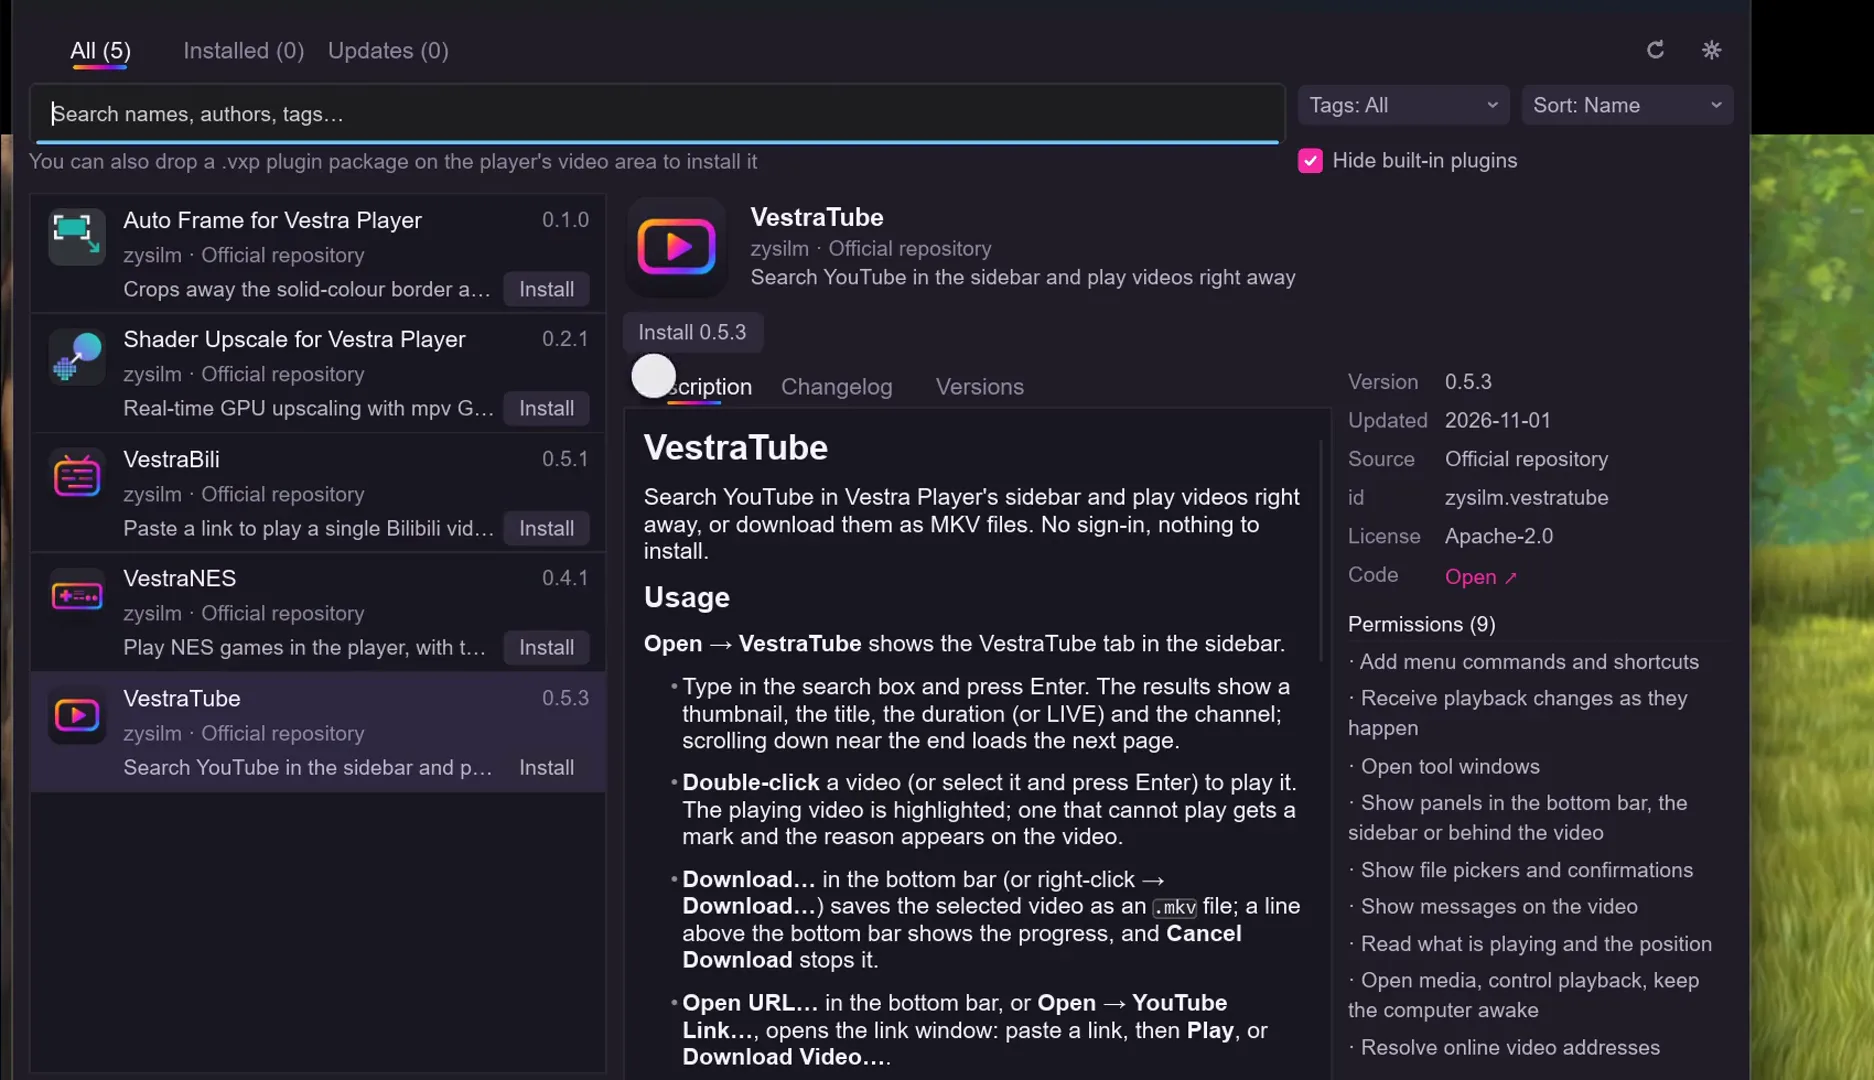 All (5)
Installed (0)
Updates (0)
Search names, authors, tags…
Tags: All
Sort: Name
You can also drop a .vxp plugin package on the player's video area to install it
Hide built-in plugins
Auto Frame for Vestra Player
0.1.0
zysilm · Official repository
Crops away the solid-colour border a…
Install
Shader Upscale for Vestra Player
0.2.1
zysilm · Official repository
Real-time GPU upscaling with mpv G…
Install
VestraBili
0.5.1
zysilm · Official repository
Paste a link to play a single Bilibili vid…
Install
VestraNES
0.4.1
zysilm · Official repository
Play NES games in the player, with t…
Install
VestraTube
0.5.3
zysilm · Official repository
Search YouTube in the sidebar and p…
Install
VestraTube
zysilm · Official repository
Search YouTube in the sidebar and play videos right away
Install 0.5.3
scription
Changelog
Versions
VestraTube
Search YouTube in Vestra Player's sidebar and play videos right
away, or download them as MKV files. No sign-in, nothing to
install.
Usage
Open → VestraTube shows the VestraTube tab in the sidebar.
• Type in the search box and press Enter. The results show a
thumbnail, the title, the duration (or LIVE) and the channel;
scrolling down near the end loads the next page.
• Double-click a video (or select it and press Enter) to play it.
The playing video is highlighted; one that cannot play gets a
mark and the reason appears on the video.
• Download… in the bottom bar (or right-click →
Download…) saves the selected video as an .mkv file; a line
above the bottom bar shows the progress, and Cancel
Download stops it.
• Open URL… in the bottom bar, or Open → YouTube
Link…, opens the link window: paste a link, then Play, or
Download Video….
Version 0.5.3
Updated 2026-11-01
Source Official repository
id zysilm.vestratube
License Apache-2.0
Code Open ↗
Permissions (9)
· Add menu commands and shortcuts
· Receive playback changes as they
happen
· Open tool windows
· Show panels in the bottom bar, the
sidebar or behind the video
· Show file pickers and confirmations
· Show messages on the video
· Read what is playing and the position
· Open media, control playback, keep
the computer awake
· Resolve online video addresses